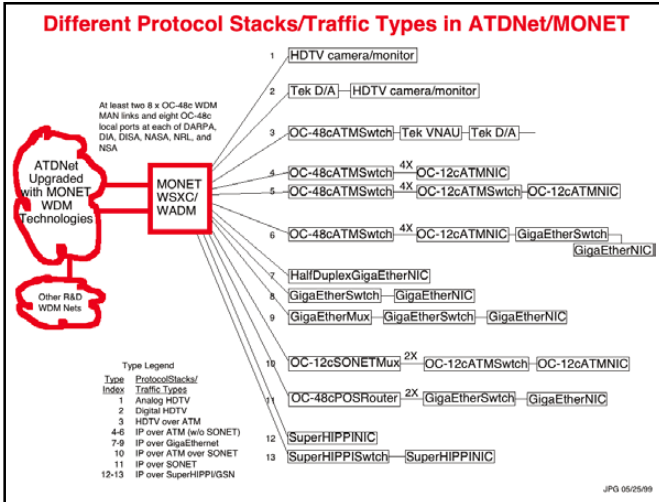 Different Protocol Stacks/Traffic Types in ATDNet/MONET
At least two 8 x OC-48c WDM
MAN links and eight OC-48c
local ports at each of DARPA,
DIA, DISA, NASA, NRL, and
NSA
ATDNet
Upgraded
with MONET
WDM
Technologies
MONET
WSXC/
WADM
Other R&D
WDM Nets
1 HDTV camera/monitor
2 Tek D/A HDTV camera/monitor
3 OC-48cATMSwtch Tek VNAU Tek D/A
4 OC-48cATMSwtch 4X OC-12cATMNIC
5 OC-48cATMSwtch 4X OC-12cATMSwtch OC-12cATMNIC
6 OC-48cATMSwtch 4X OC-12cATMNIC GigaEtherSwtch
GigaEtherNIC
7 HalfDuplexGigaEtherNIC
8 GigaEtherSwtch GigaEtherNIC
9 GigaEtherMux GigaEtherSwtch GigaEtherNIC
10 OC-12cSONETMux 2X OC-12cATMSwtch OC-12cATMNIC
11 OC-48cPOSRouter 2X GigaEtherSwtch GigaEtherNIC
12 SuperHIPPINIC
13 SuperHIPPISwtch SuperHIPPINIC
Type Legend
Type ProtocolStacks/
Index Traffic Types
1 Analog HDTV
2 Digital HDTV
3 HDTV over ATM
4-6 IP over ATM (w/o SONET)
7-9 IP over GigaEthernet
10 IP over ATM over SONET
11 IP over SONET
12-13 IP over SuperHIPPI/GSN
JPG 05/25/99